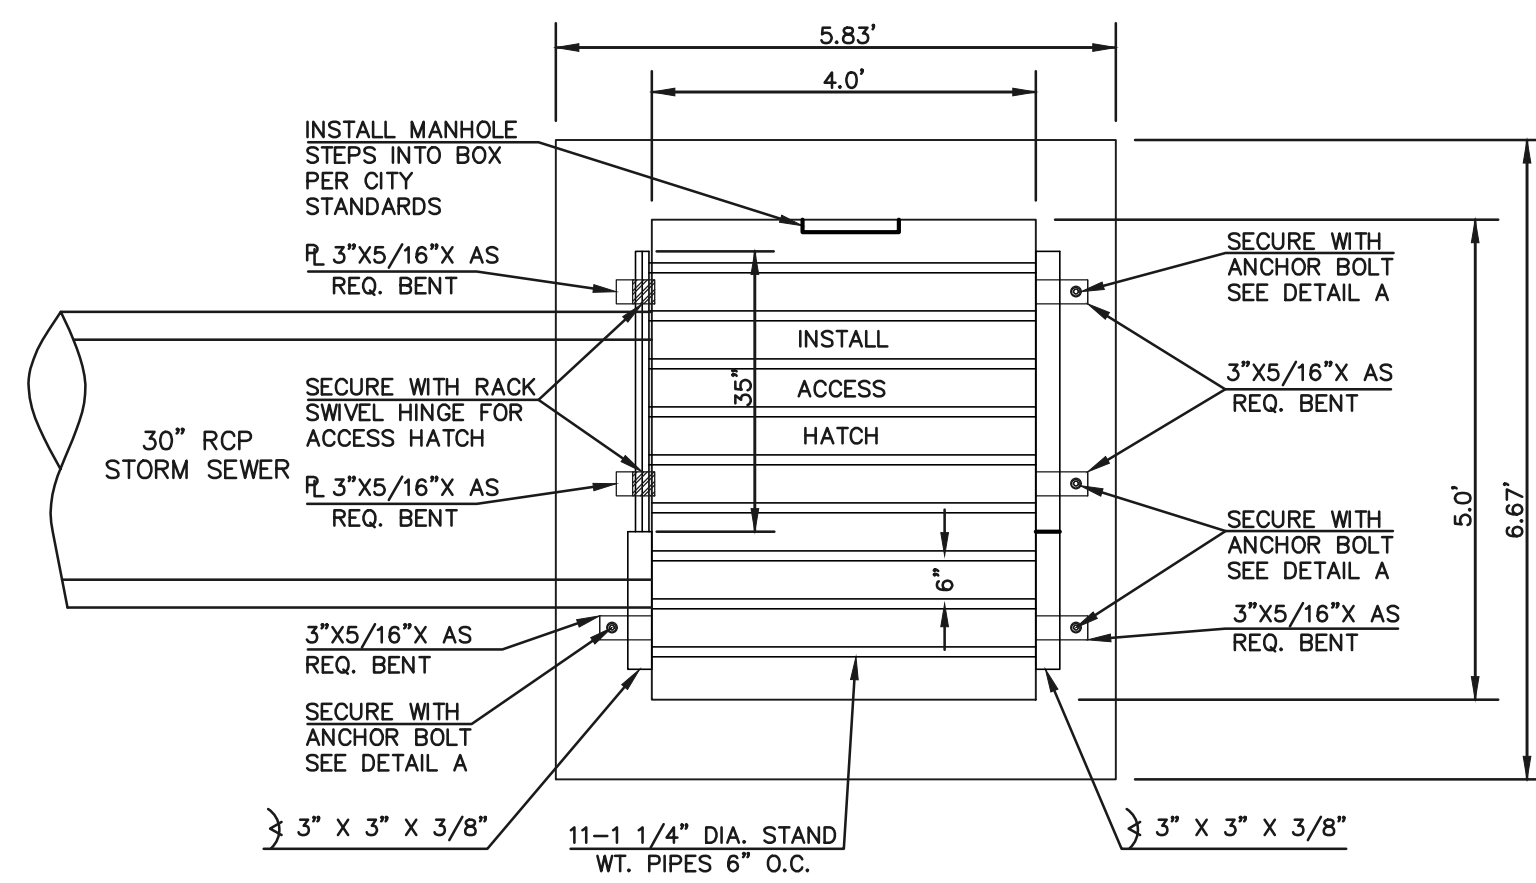 5.83'
4.0'
INSTALL MANHOLE
STEPS INTO BOX
PER CITY
STANDARDS
℄ 3"X5/16"X AS
REQ. BENT
SECURE WITH RACK
SWIVEL HINGE FOR
ACCESS HATCH
30" RCP
STORM SEWER
℄ 3"X5/16"X AS
REQ. BENT
3"X5/16"X AS
REQ. BENT
SECURE WITH
ANCHOR BOLT
SEE DETAIL A
3" X 3" X 3/8"
INSTALL
ACCESS
HATCH
35"
6"
11-1 1/4" DIA. STAND
WT. PIPES 6" O.C.
SECURE WITH
ANCHOR BOLT
SEE DETAIL A
3"X5/16"X AS
REQ. BENT
SECURE WITH
ANCHOR BOLT
SEE DETAIL A
3"X5/16"X AS
REQ. BENT
3" X 3" X 3/8"
5.0'
6.67'